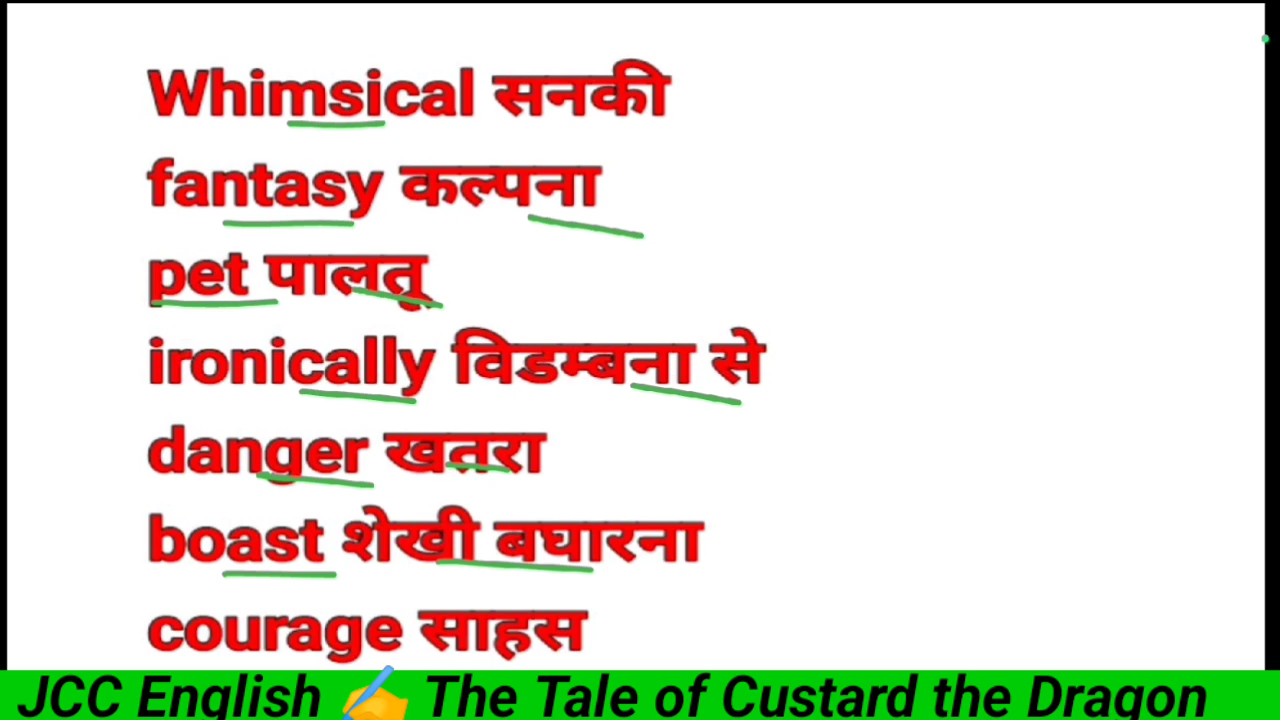 Whimsical सनकी
fantasy कल्पना
pet पालतू
ironically विडम्बना से
danger खतरा
boast शेखी बघारना
courage साहस
JCC English ✍ The Tale of Custard the Dragon